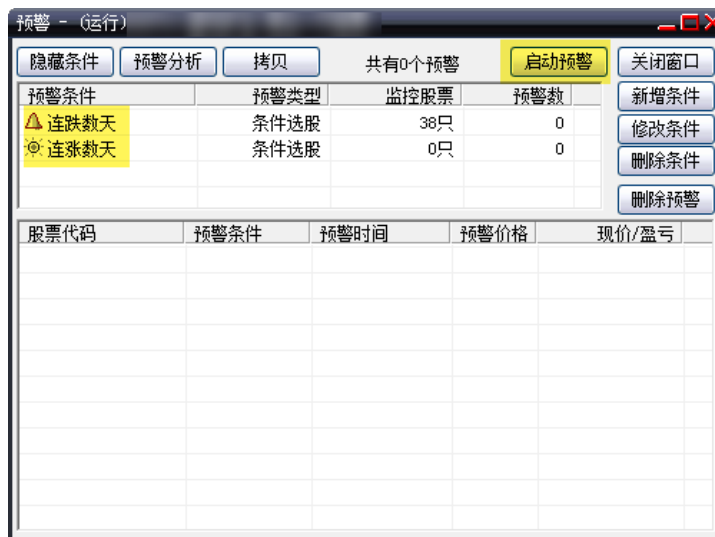 预警 - (运行)
隐藏条件 预警分析 拷贝 共有0个预警 启动预警 关闭窗口
预警条件 预警类型 监控股票 预警数 新增条件
连跌数天 条件选股 38只 0 修改条件
连涨数天 条件选股 0只 0
删除条件
删除预警
股票代码 预警条件 预警时间 预警价格 现价/盈亏